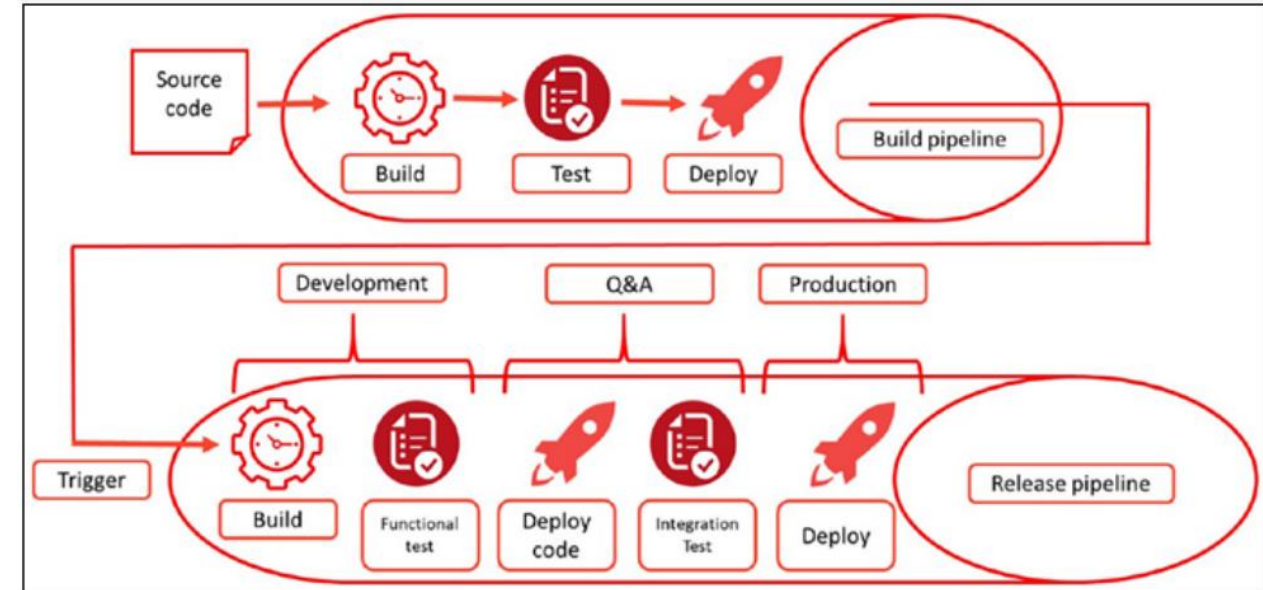 Source
code
Build
Test
Deploy
Build pipeline
Development
Q&A
Production
Trigger
Build
Functional
test
Deploy
code
Integration
Test
Deploy
Release pipeline